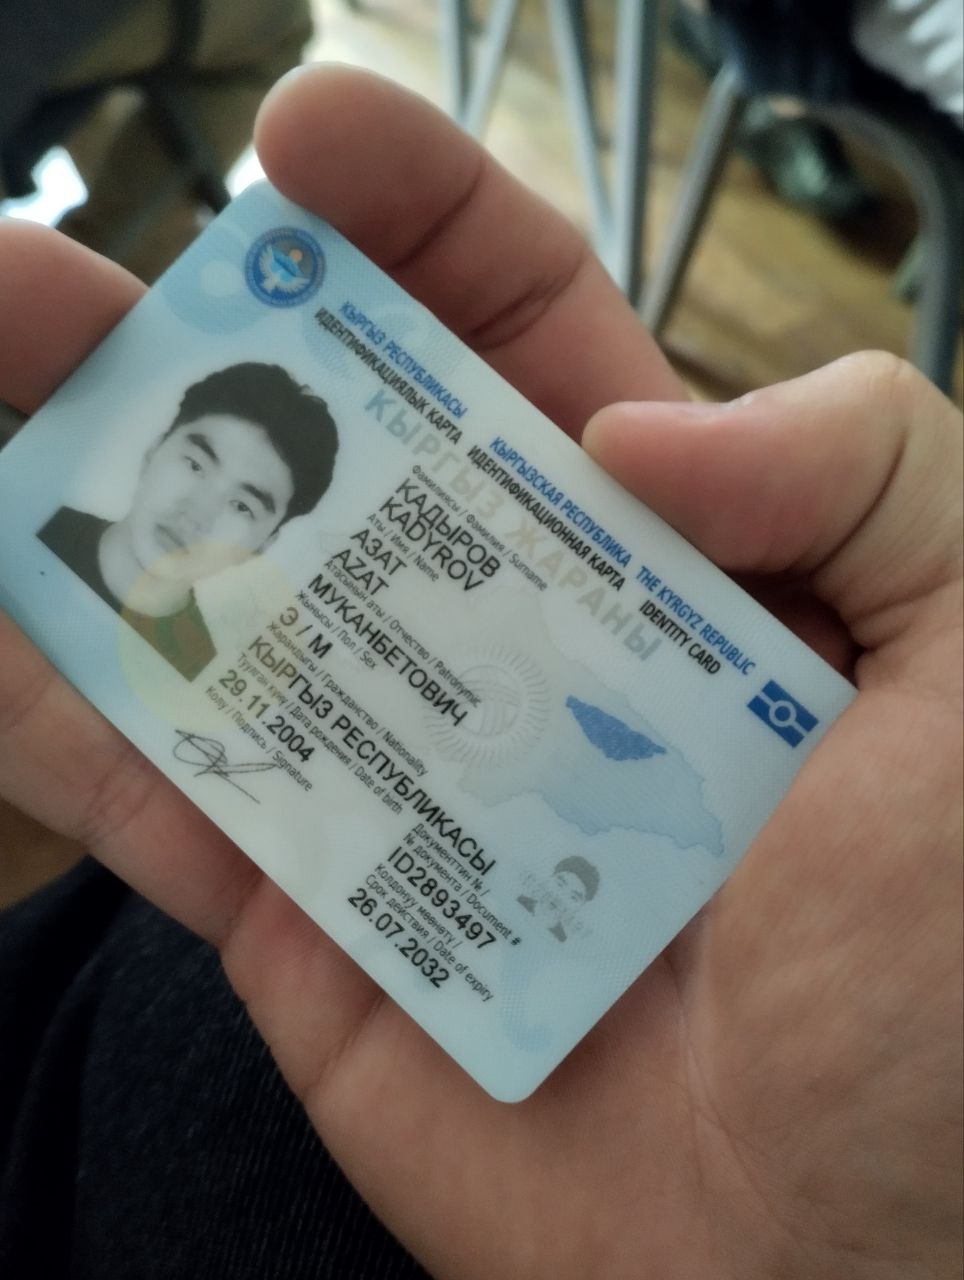 КЫРГЫЗ РЕСПУБЛИКАСЫ
ИДЕНТИФИКАЦИЯЛЫК КАРТА
КЫРГЫЗСКАЯ РЕСПУБЛИКА
ИДЕНТИФИКАЦИОННАЯ КАРТА
THE KYRGYZ REPUBLIC
IDENTITY CARD
КЫРГЫЗ ЖАРАНЫ
Фамилиясы / Фамилия / Surname
КАДЫРОВ
KADYROV
Аты / Имя / Name
АЗАТ
AZAT
Атасынын аты / Отчество / Patronymic
МУКАНБЕТОВИЧ
Жынысы / Пол / Sex
Э / М
Жарандыгы / Гражданство / Nationality
КЫРГЫЗ РЕСПУБЛИКАСЫ
Туулган күнү / Дата рождения / Date of birth
29.11.2004
Колу / Подпись / Signature
Документтин № /
№ документа / Document #
ID2893497
Колдонуу мөөнөтү /
Срок действия / Date of expiry
26.07.2032